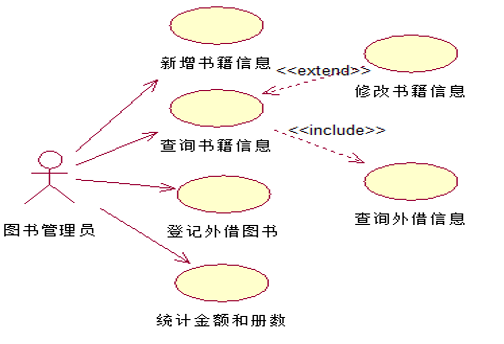 新增书籍信息
<<extend>>
修改书籍信息
查询书籍信息
<<include>>
查询外借信息
图书管理员
登记外借图书
统计金额和册数